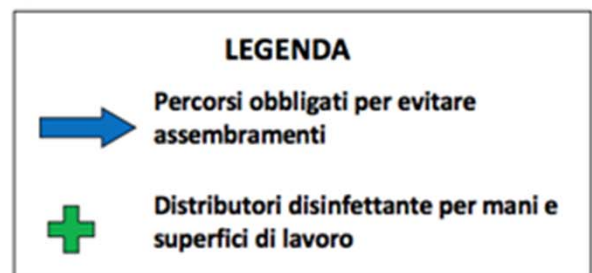 LEGENDA
Percorsi obbligati per evitare
assembramenti
Distributori disinfettante per mani e
superfici di lavoro